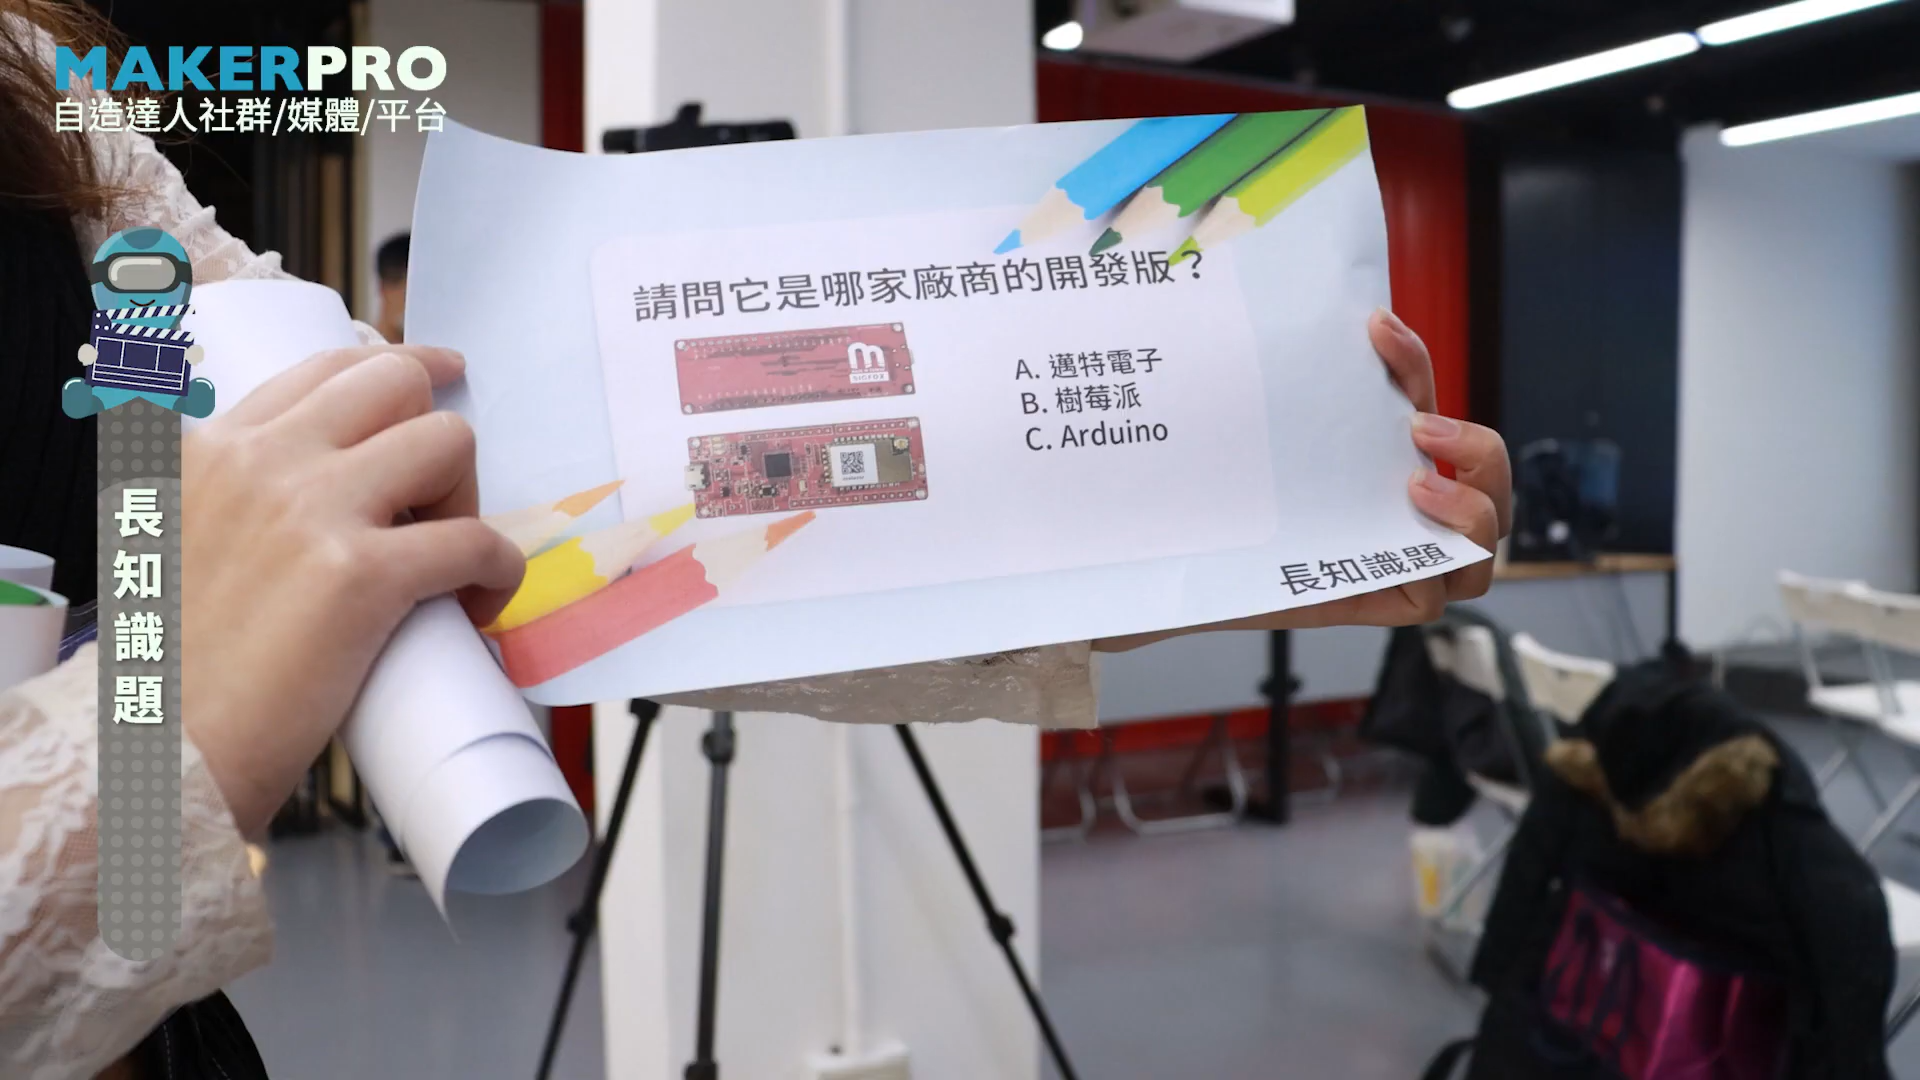 MAKERPRO
自造達人社群/媒體/平台
長知識題
請問它是哪家廠商的開發版？
A. 邁特電子
B. 樹莓派
C. Arduino
m
SIGFOX
長知識題